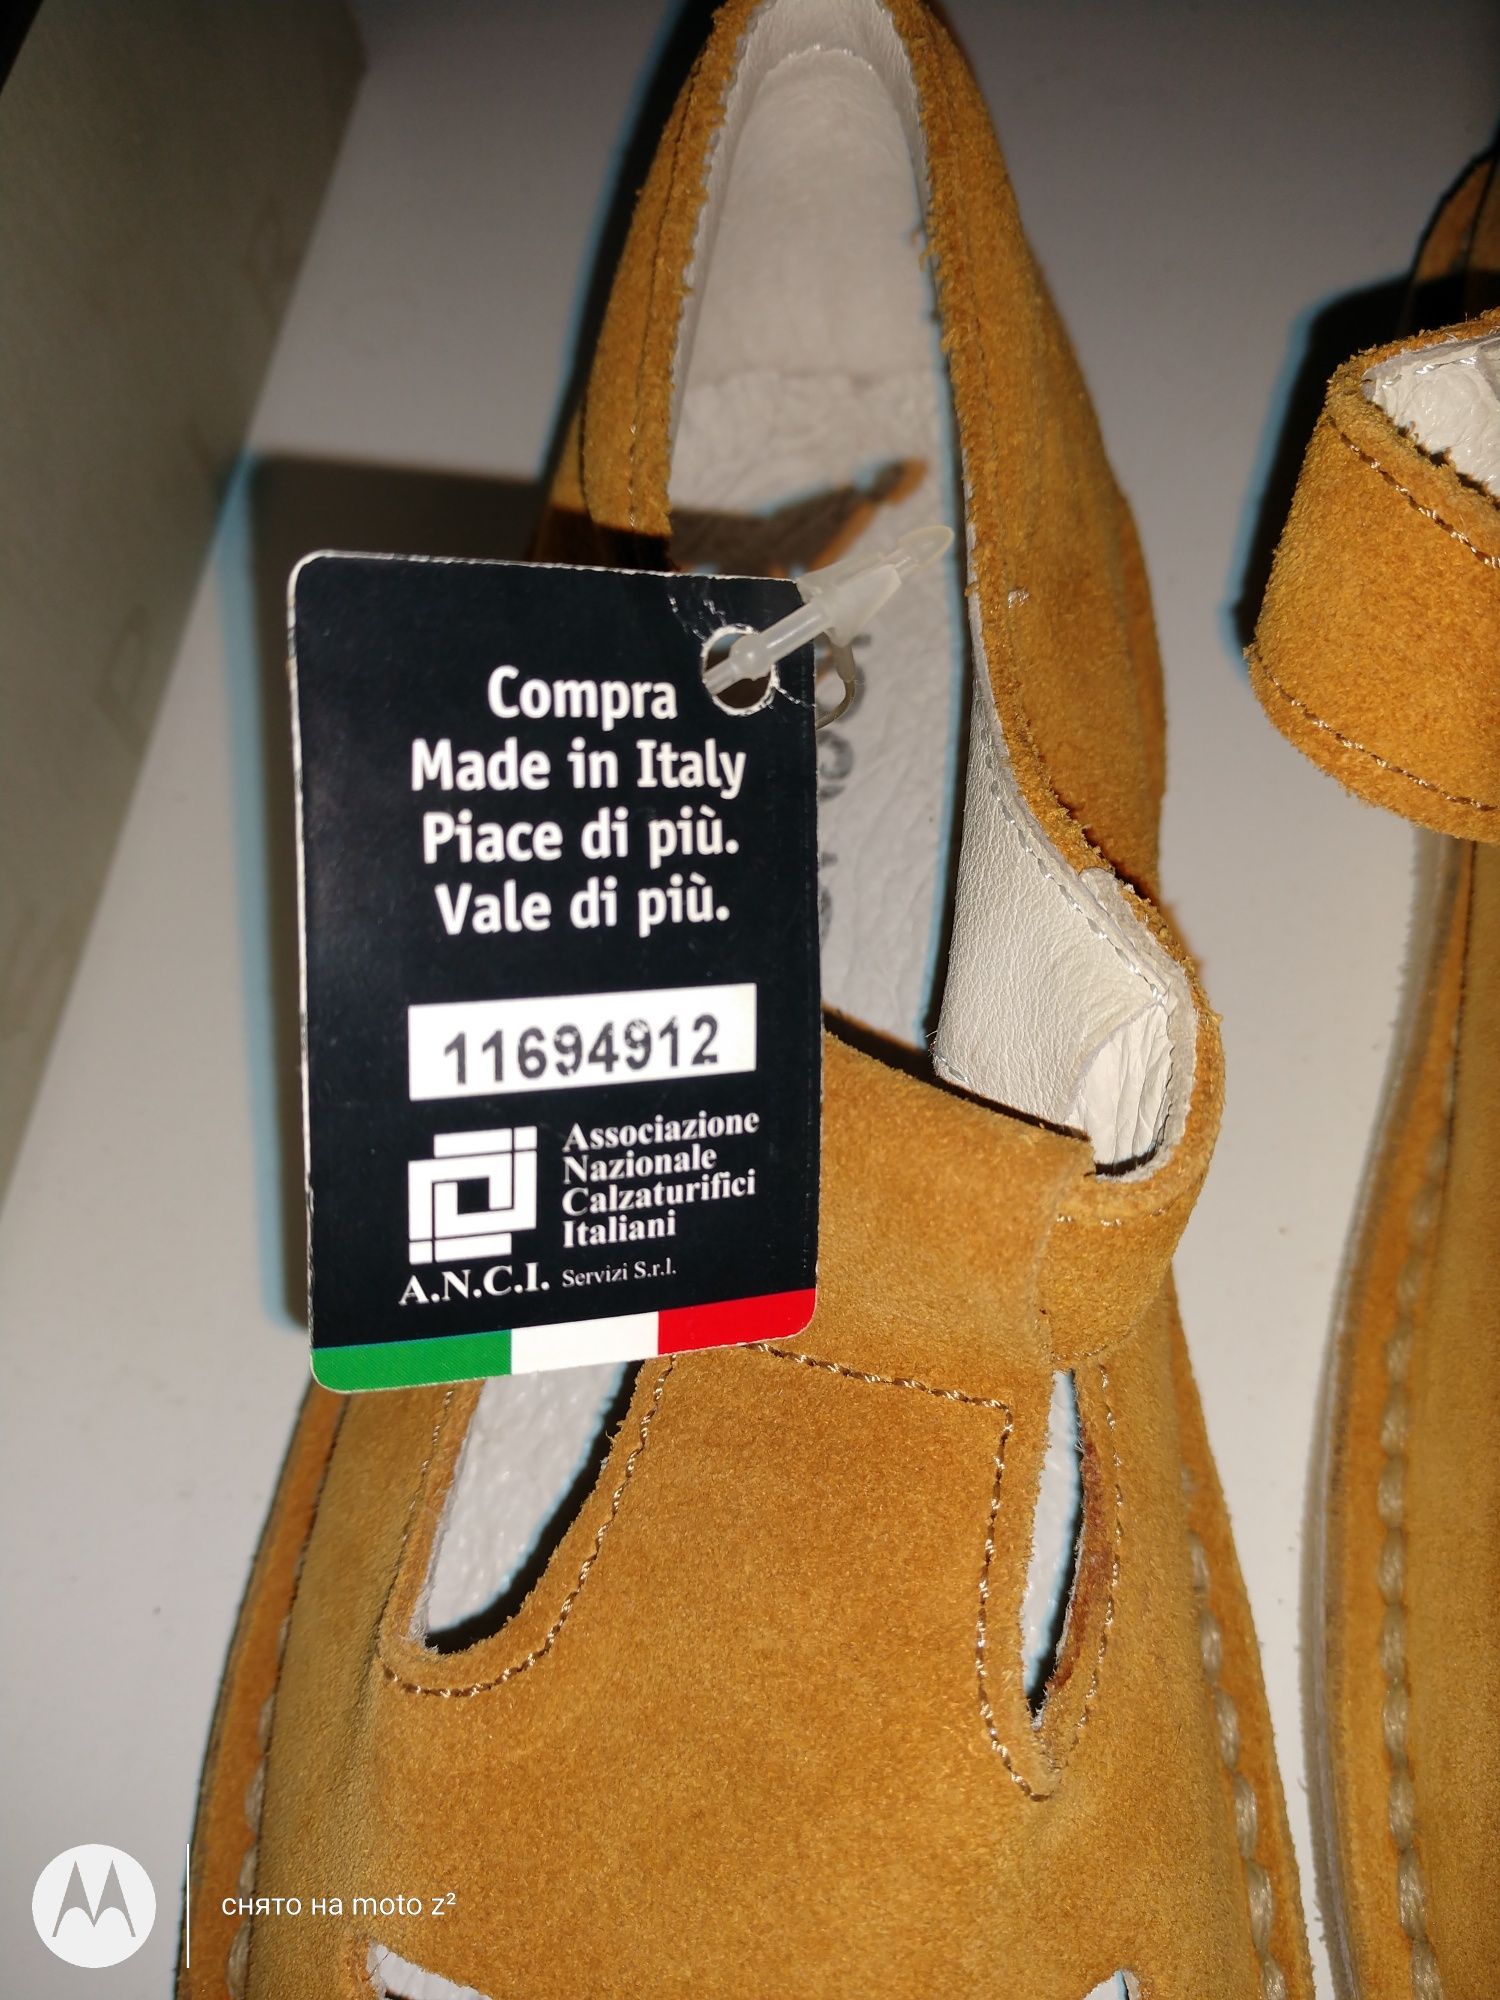 Compra
Made in Italy
Piace di più.
Vale di più.
11694912
Associazione
Nazionale
Calzaturifici
Italiani
A.N.C.I. Servizi S.r.l.
снято на moto z²